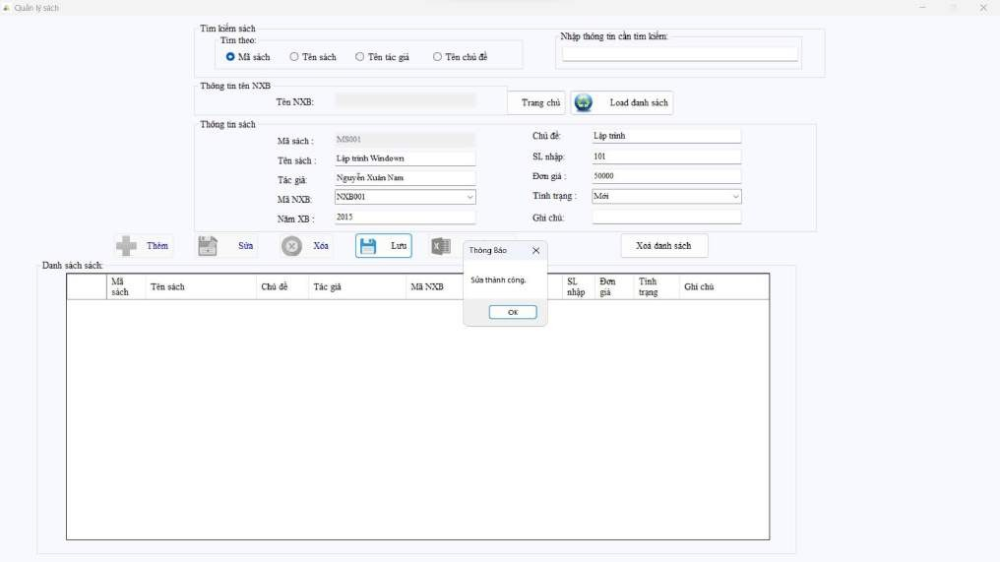 Quản lý sách
Tìm kiếm sách
Tìm theo:
Mã sách
Tên sách
Tên tác giả
Tên chủ đề
Nhập thông tin cần tìm kiếm:
Thông tin tên NXB
Tên NXB:
Trang chủ
Load danh sách
Thông tin sách
Mã sách :
MS001
Chủ đề:
Lập trình
Tên sách :
Lập trình Windown
SL nhập:
101
Tác giả:
Nguyễn Xuân Nam
Đơn giá :
50000
Mã NXB:
NXB001
Tình trạng :
Mới
Năm XB :
2015
Ghi chú:
Thêm
Sửa
Xóa
Lưu
Xoá danh sách
Thông Báo
Sửa thành công.
OK
Danh sách sách:
Mã sách
Tên sách
Chủ đề
Tác giả
Mã NXB
SL nhập
Đơn giá
Tình trạng
Ghi chú